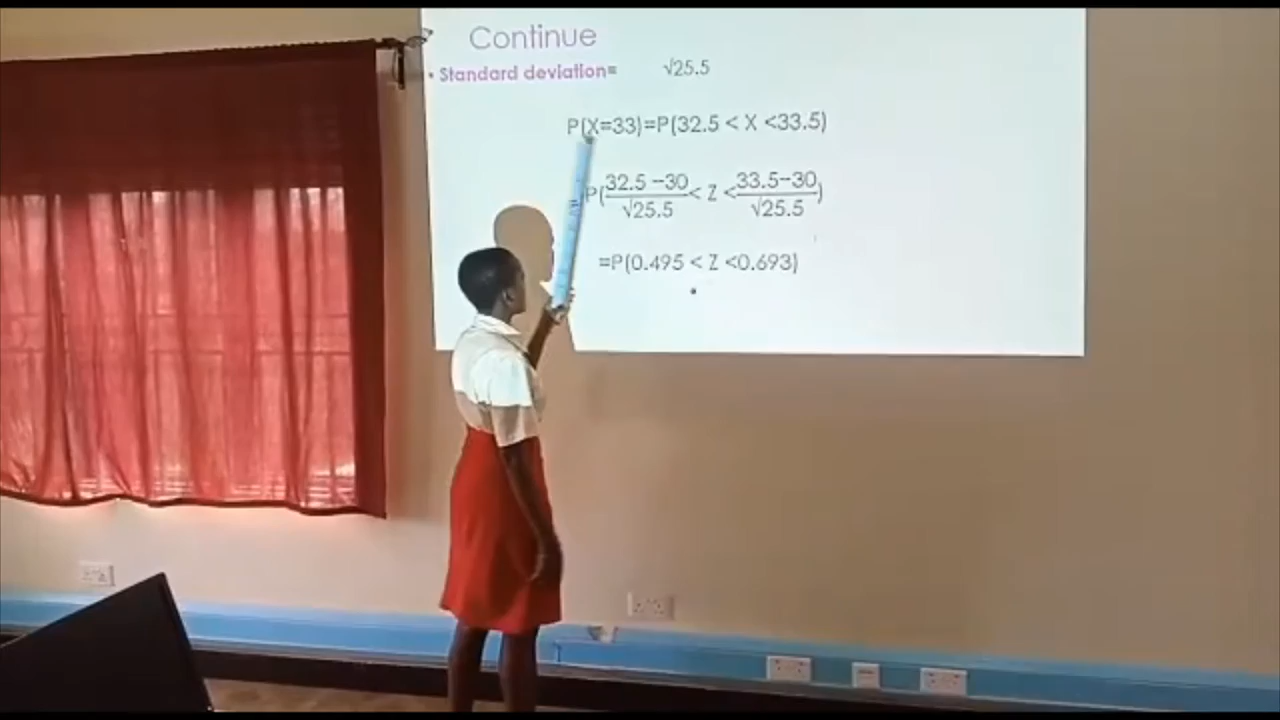 Continue
• Standard deviation= √25.5
P(X=33)=P(32.5 < X <33.5)
=P(32.5 −30/√25.5 < Z <33.5−30/√25.5)
=P(0.495 < Z <0.693)